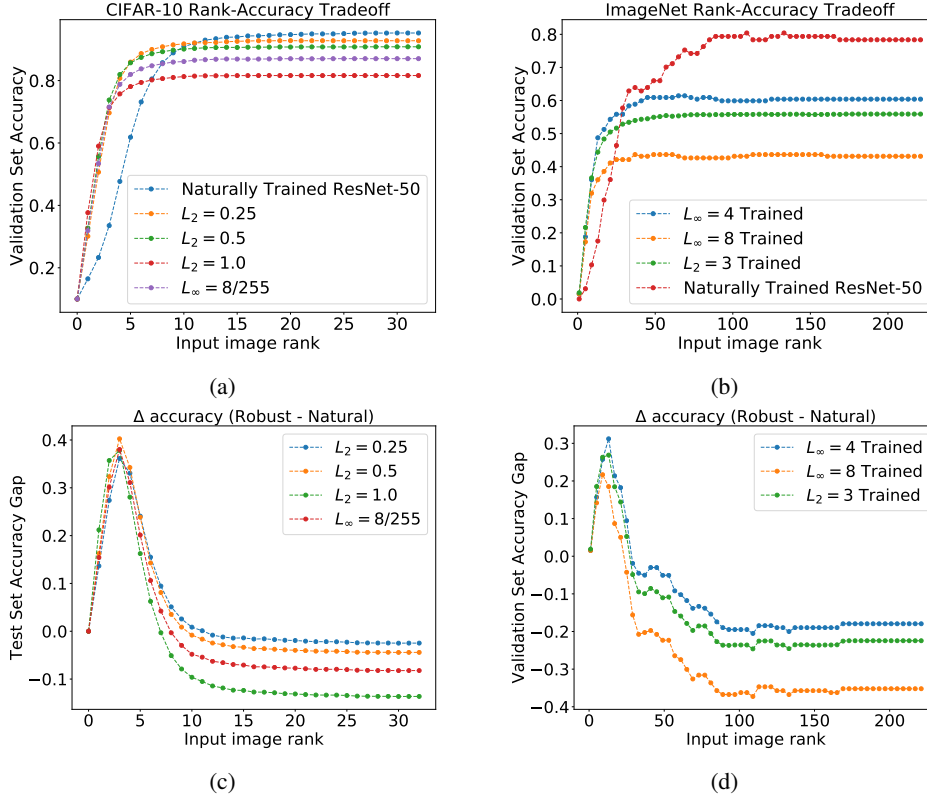 CIFAR-10 Rank-Accuracy Tradeoff
Validation Set Accuracy
0.8
0.6
0.4
0.2
Naturally Trained ResNet-50
L₂ = 0.25
L₂ = 0.5
L₂ = 1.0
L∞ = 8/255
0 5 10 15 20 25 30
Input image rank
(a)
ImageNet Rank-Accuracy Tradeoff
Validation Set Accuracy
0.8
0.7
0.6
0.5
0.4
0.3
0.2
0.1
0.0
L∞ = 4 Trained
L∞ = 8 Trained
L₂ = 3 Trained
Naturally Trained ResNet-50
0 50 100 150 200
Input image rank
(b)
Δ accuracy (Robust - Natural)
Test Set Accuracy Gap
0.4
0.3
0.2
0.1
0.0
−0.1
L₂ = 0.25
L₂ = 0.5
L₂ = 1.0
L∞ = 8/255
0 5 10 15 20 25 30
Input image rank
(c)
Δ accuracy (Robust - Natural)
Validation Set Accuracy Gap
0.3
0.2
0.1
0.0
−0.1
−0.2
−0.3
−0.4
L∞ = 4 Trained
L∞ = 8 Trained
L₂ = 3 Trained
0 50 100 150 200
Input image rank
(d)